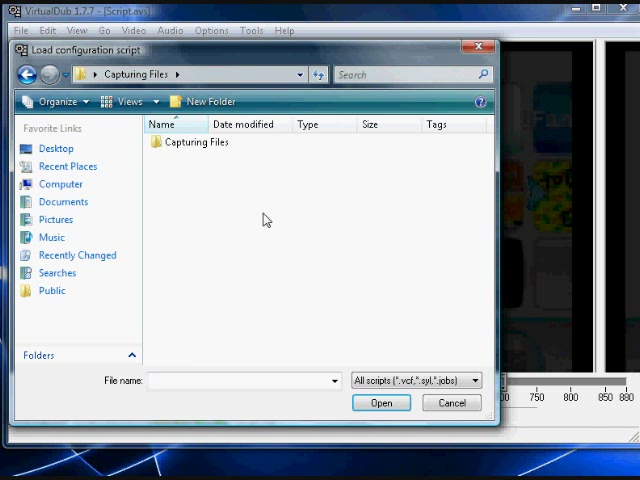 VirtualDub 1.7.7 - [Script.avs]
File Edit View Go Video Audio Options Tools Help
Load configuration script
Capturing Files
Search
Organize Views New Folder
Favorite Links
Name Date modified Type Size Tags
Capturing Files
Desktop
Recent Places
Computer
Documents
Pictures
Music
Recently Changed
Searches
Public
Folders
File name: All scripts (*.vcf,*.syl,*.jobs)
Open Cancel
750 800 850 880